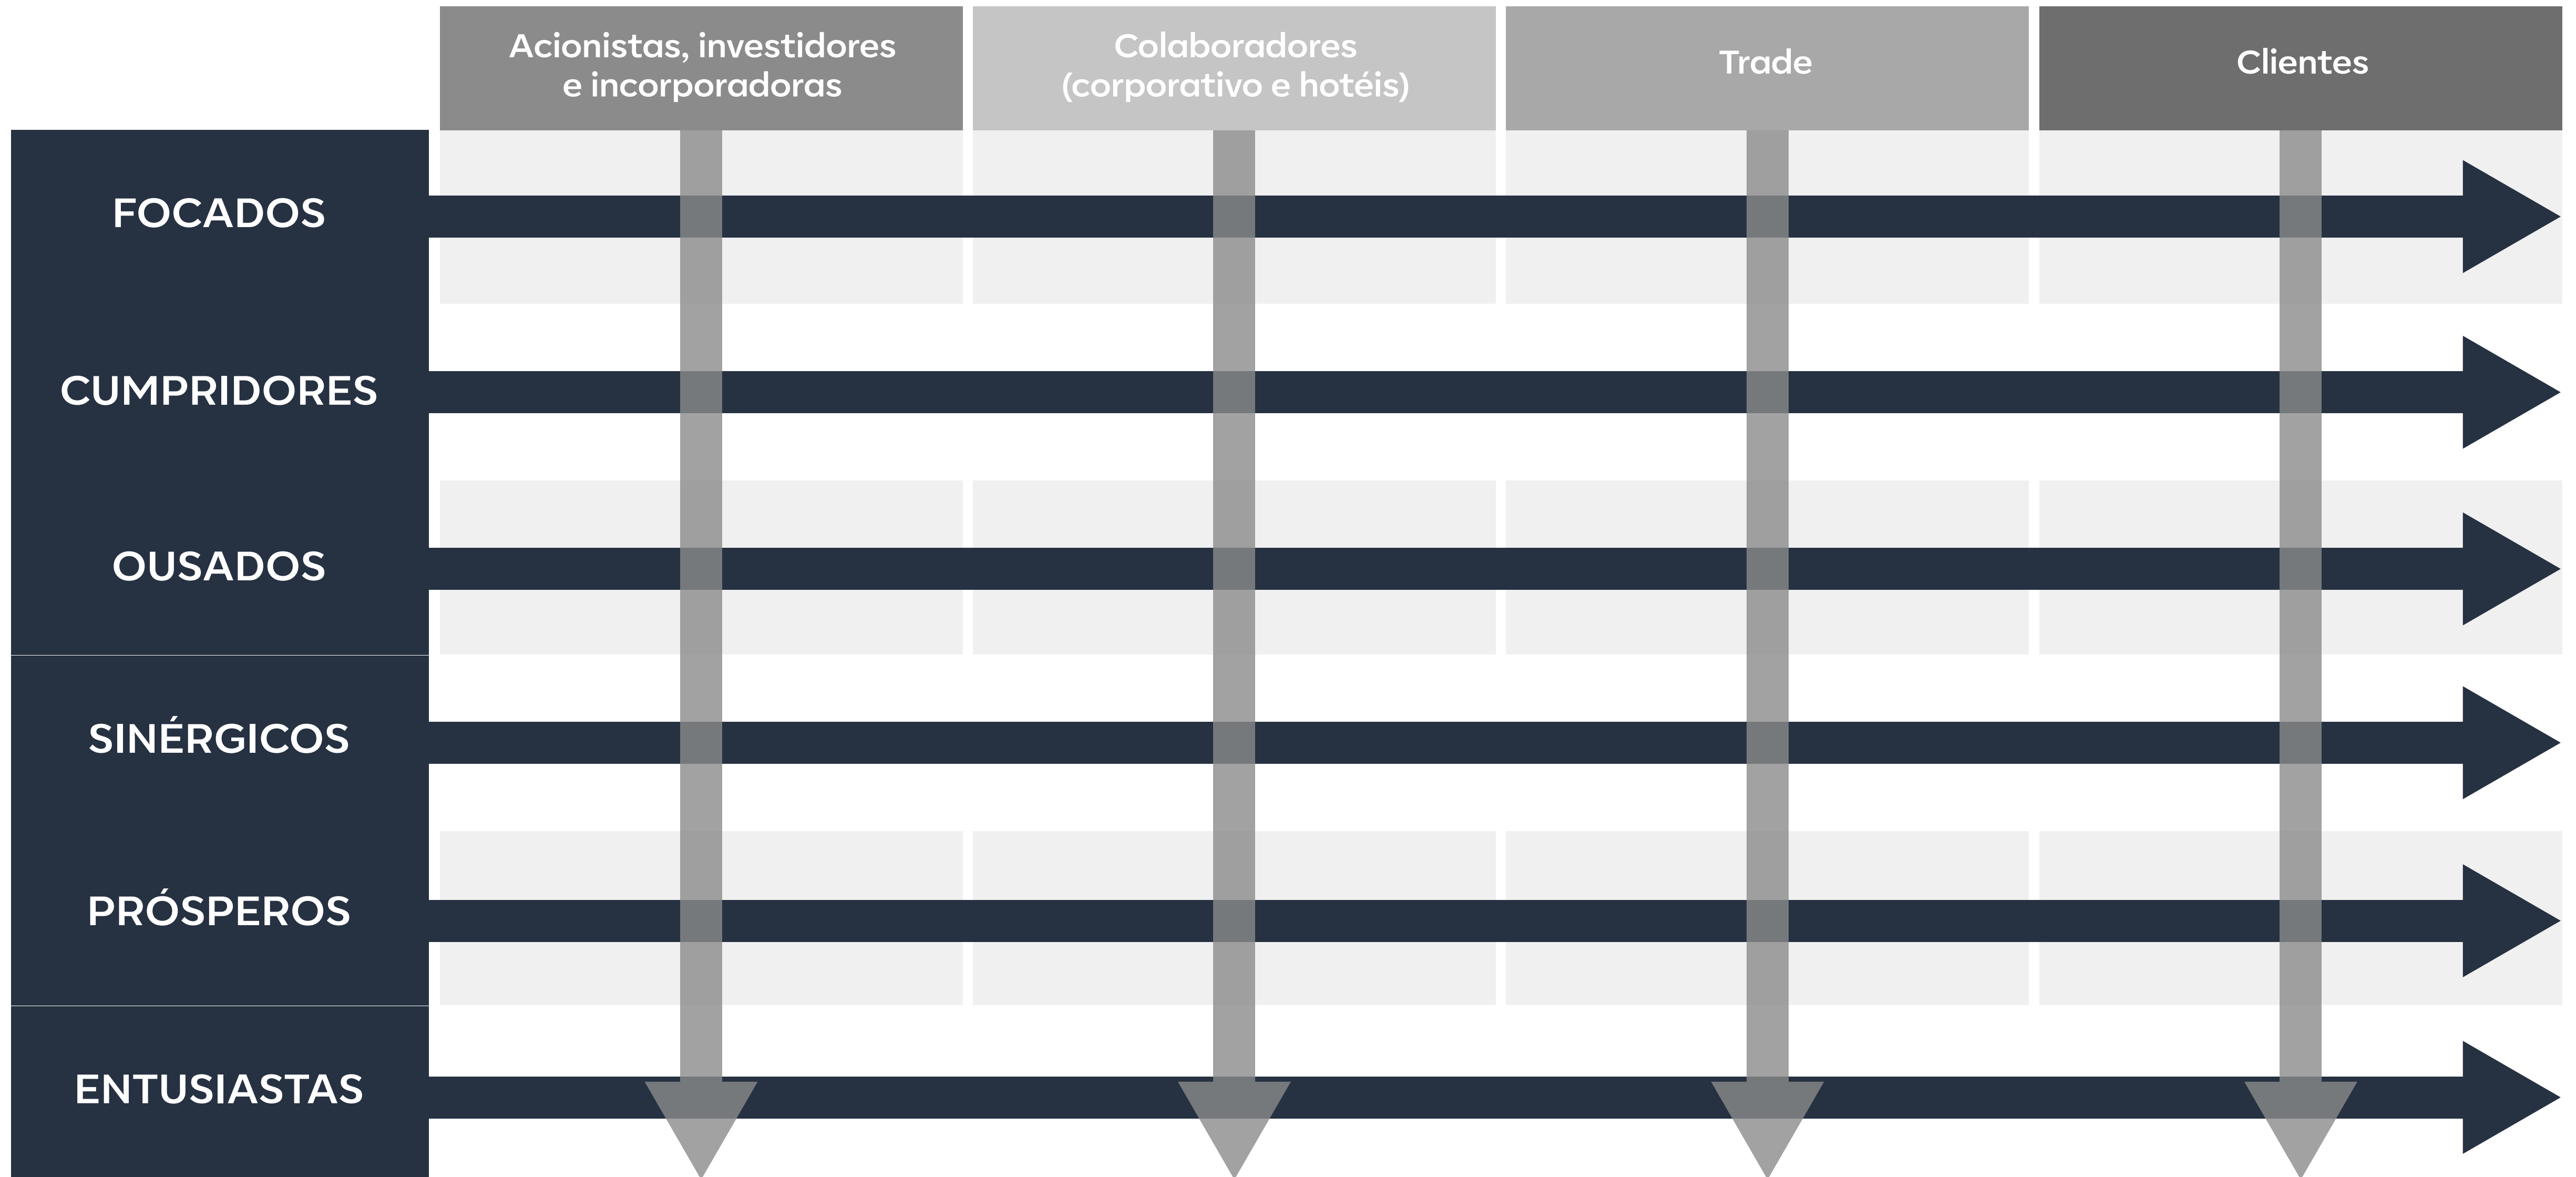 Acionistas, investidores
e incorporadoras
Colaboradores
(corporativo e hotéis)
Trade
Clientes
FOCADOS
CUMPRIDORES
OUSADOS
SINÉRGICOS
PRÓSPEROS
ENTUSIASTAS